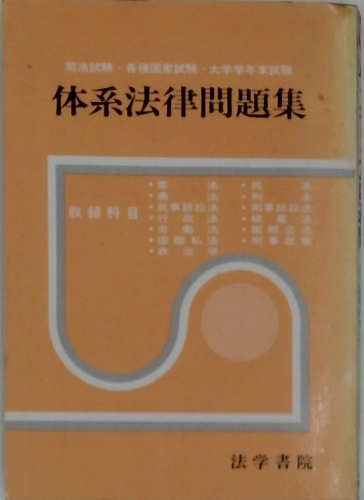 司法試験・各種国家試験・大学学年末試験
体系法律問題集
収録科目
・憲法 ・民法
・商法 ・刑法
・民事訴訟法 ・刑事訴訟法
・行政法 ・破産法
・労働法 ・国際公法
・国際私法 ・刑事政策
・政治学
法学書院